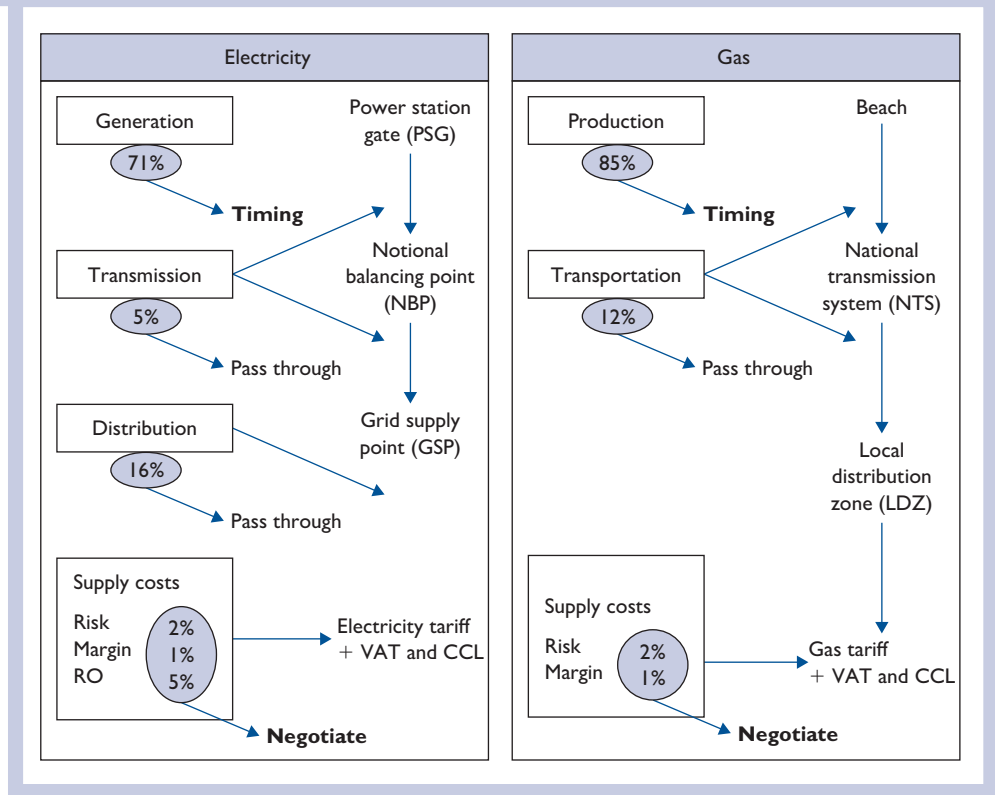 Electricity
Generation
71%
Timing
Power station
gate (PSG)
Transmission
5%
Pass through
Notional
balancing point
(NBP)
Distribution
16%
Pass through
Grid supply
point (GSP)
Supply costs
Risk 2%
Margin 1%
RO 5%
Negotiate
Electricity tariff
+ VAT and CCL
Gas
Production
85%
Timing
Beach
Transportation
12%
Pass through
National
transmission
system (NTS)
Local
distribution
zone (LDZ)
Supply costs
Risk 2%
Margin 1%
Negotiate
Gas tariff
+ VAT and CCL